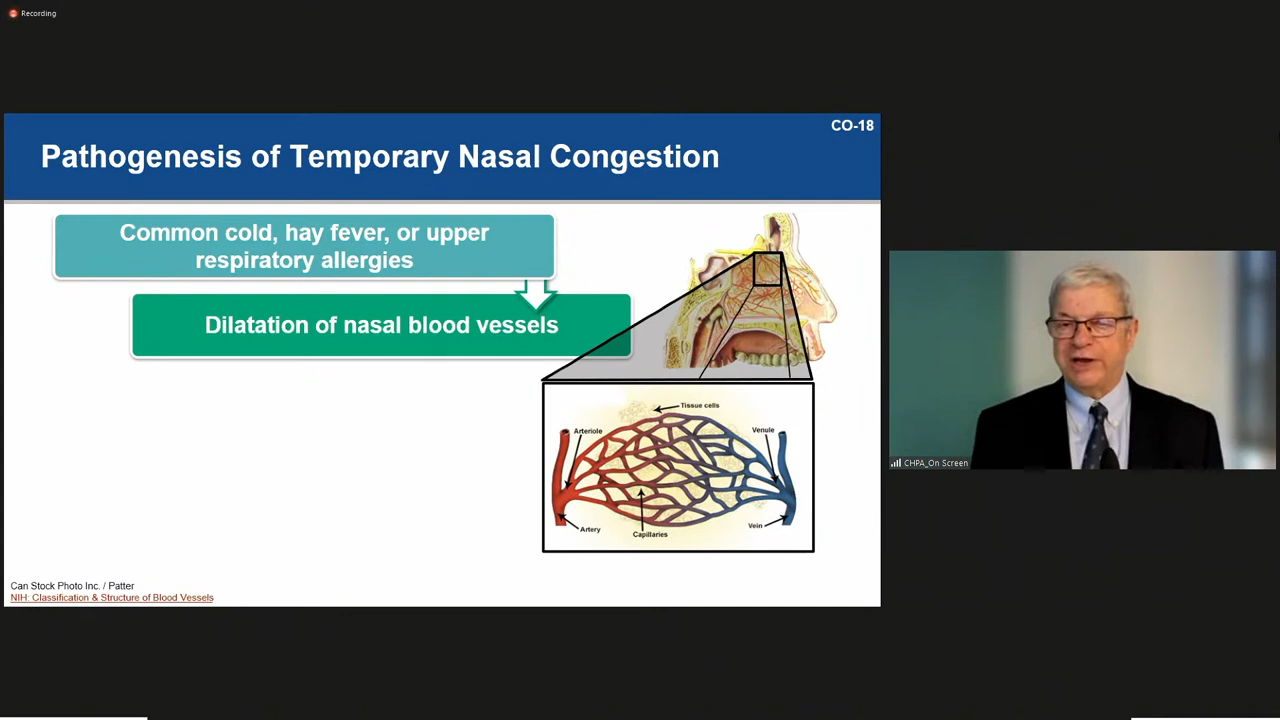 Recording
CO-18
Pathogenesis of Temporary Nasal Congestion
Common cold, hay fever, or upper
respiratory allergies
Dilatation of nasal blood vessels
Tissue cells
Arteriole
Venule
Artery
Capillaries
Vein
Can Stock Photo Inc. / Patter
NIH: Classification & Structure of Blood Vessels
CHPA_On Screen